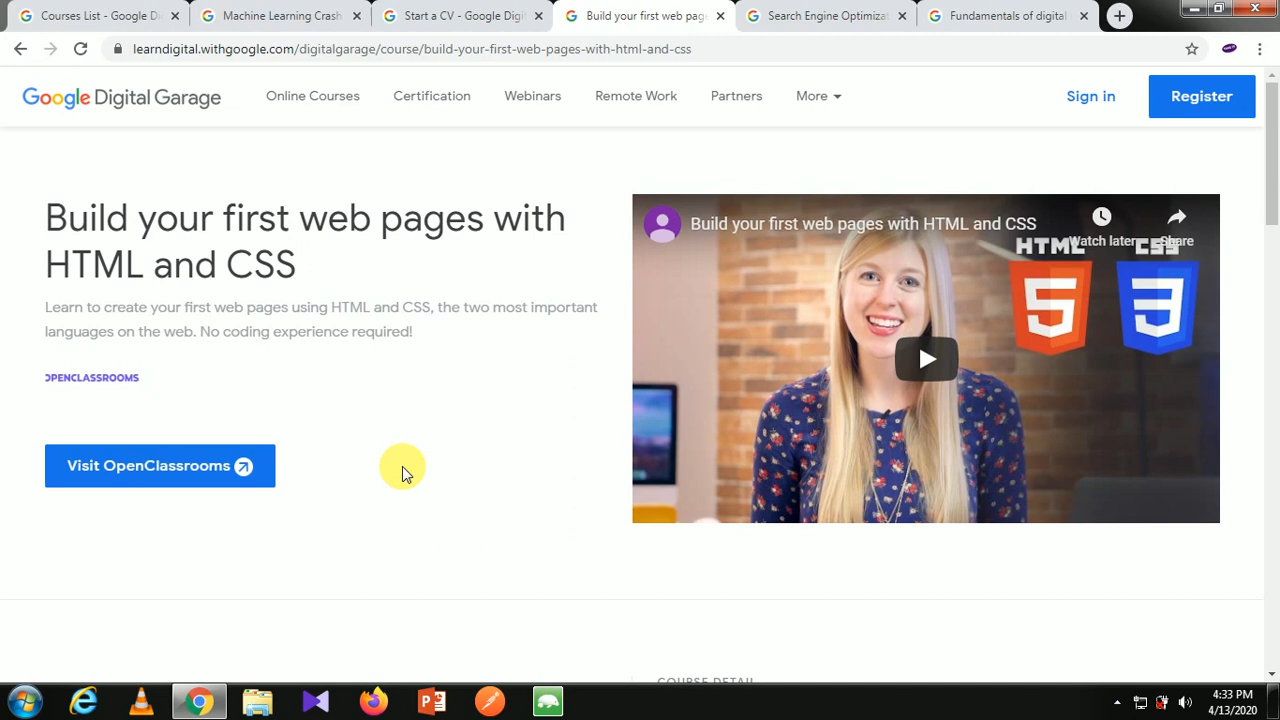 Courses List - Google Di
Machine Learning Crash
Start a CV - Google Digi
Build your first web page
Search Engine Optimizat
Fundamentals of digital
learndigital.withgoogle.com/digitalgarage/course/build-your-first-web-pages-with-html-and-css
Google Digital Garage
Online Courses
Certification
Webinars
Remote Work
Partners
More
Sign in
Register
Build your first web pages with
HTML and CSS
Learn to create your first web pages using HTML and CSS, the two most important
languages on the web. No coding experience required!
OPENCLASSROOMS
Visit OpenClassrooms
Build your first web pages with HTML and CSS
Watch later
Share
HTML
CSS
5
3
COURSE DETAIL
4:33 PM
4/13/2020